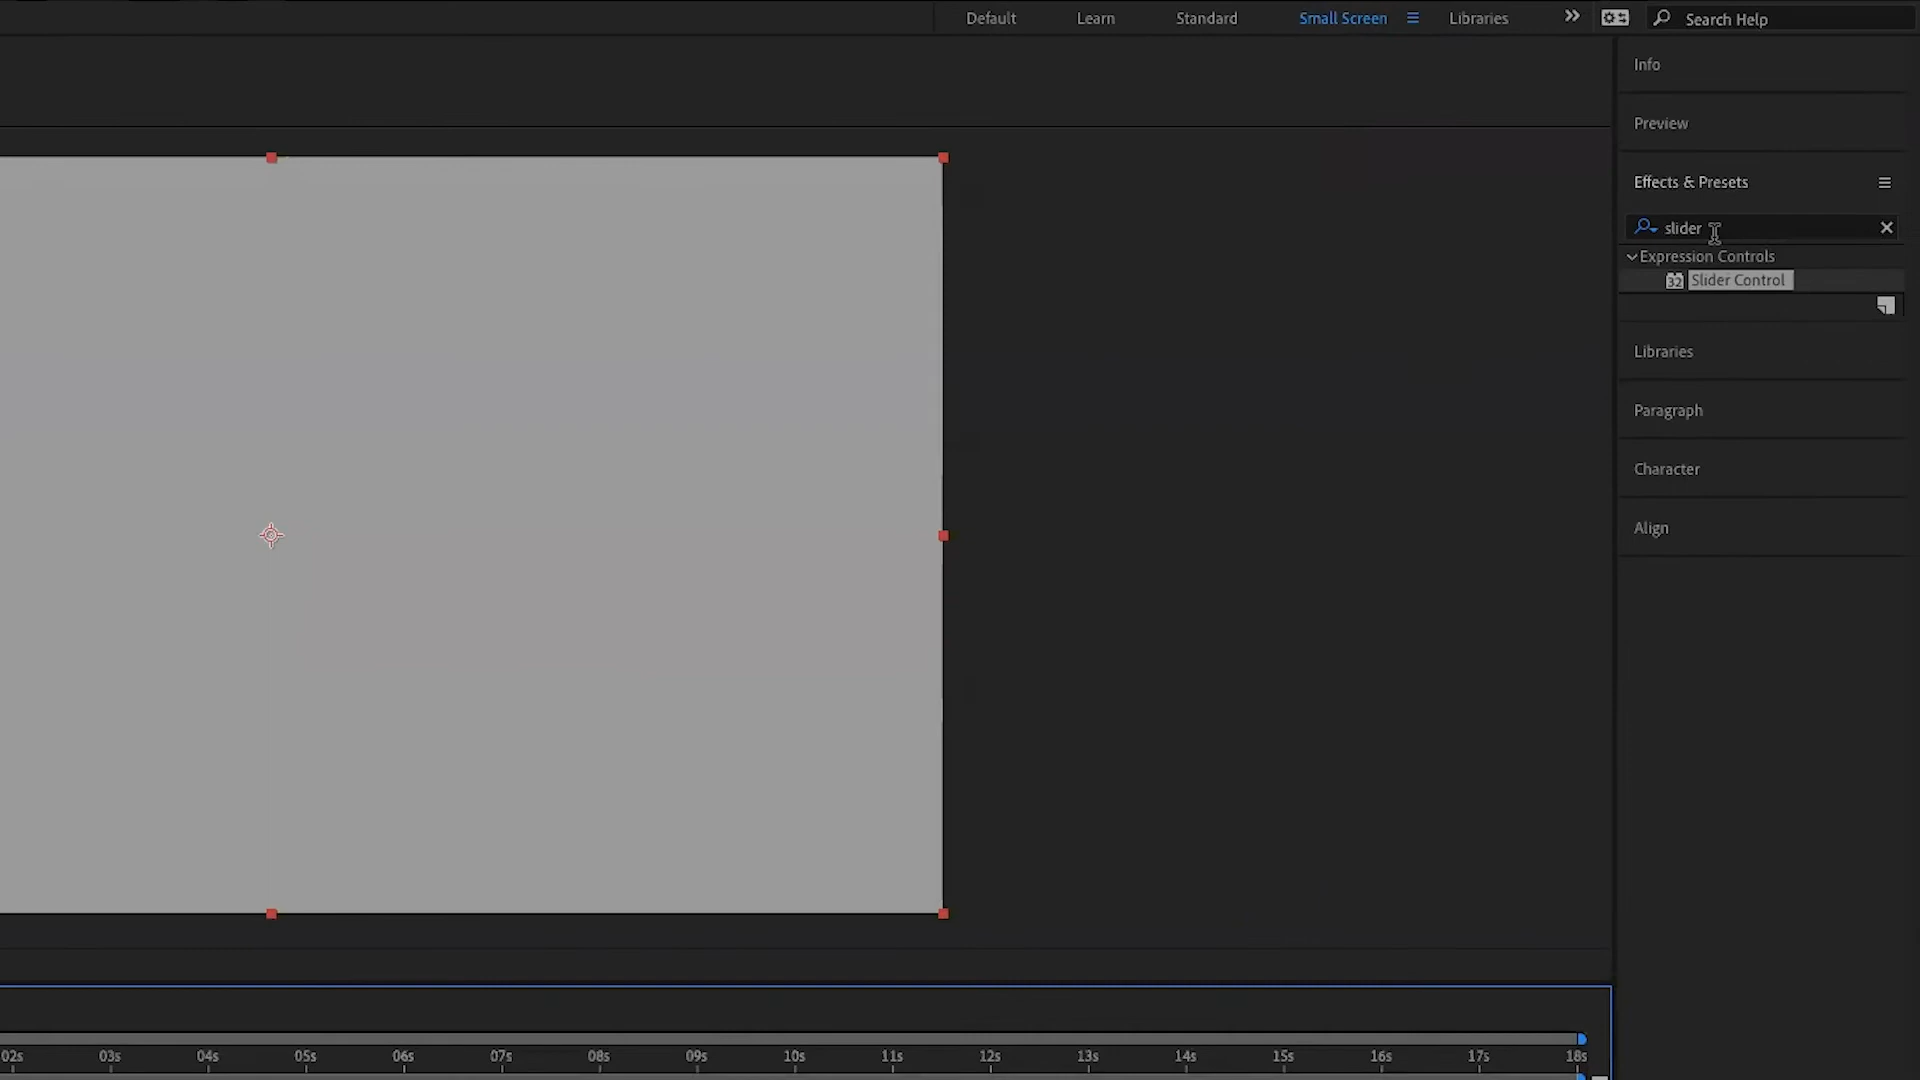 Default Learn Standard Small Screen Libraries Search Help
Info
Preview
Effects & Presets
slider
Expression Controls
32 Slider Control
Libraries
Paragraph
Character
Align
02s 03s 04s 05s 06s 07s 08s 09s 10s 11s 12s 13s 14s 15s 16s 17s 18s